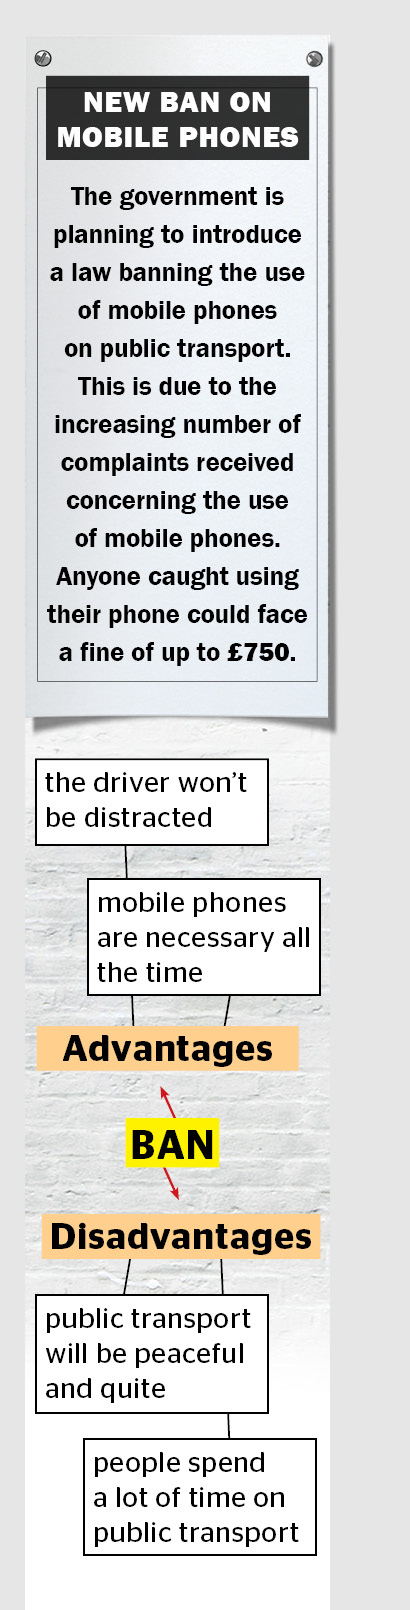 NEW BAN ON
MOBILE PHONES
The government is
planning to introduce
a law banning the use
of mobile phones
on public transport.
This is due to the
increasing number of
complaints received
concerning the use
of mobile phones.
Anyone caught using
their phone could face
a fine of up to £750.
the driver won't
be distracted
mobile phones
are necessary all
the time
Advantages
BAN
Disadvantages
public transport
will be peaceful
and quite
people spend
a lot of time on
public transport